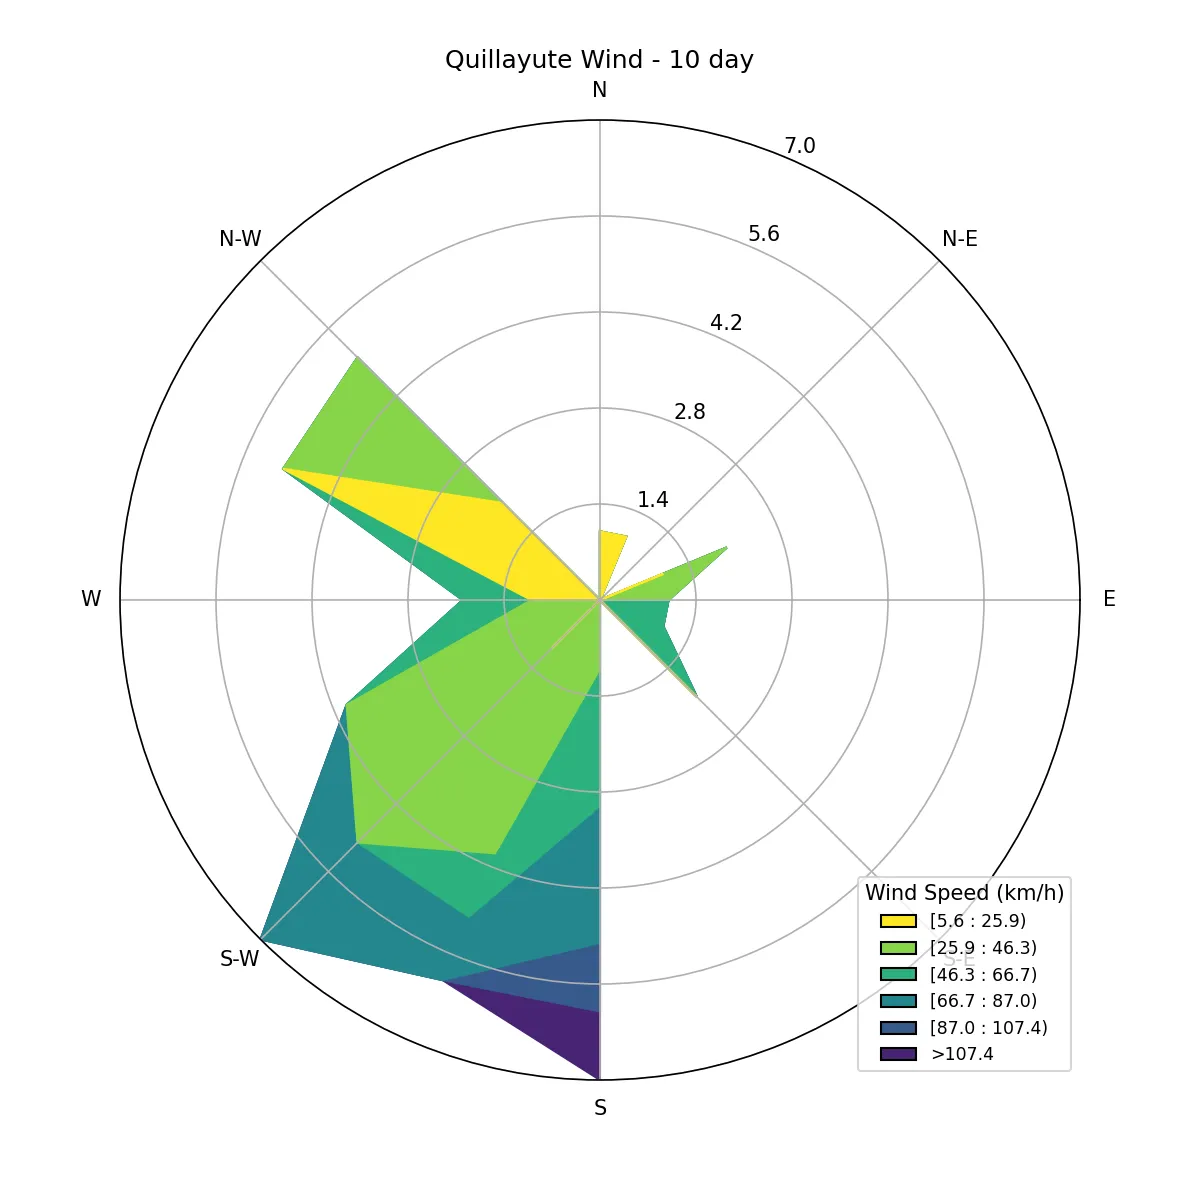 Quillayute Wind - 10 day
N
7.0
N-W
N-E
5.6
4.2
2.8
1.4
W
E
S-W
S-E
S
Wind Speed (km/h)
[5.6 : 25.9)
[25.9 : 46.3)
[46.3 : 66.7)
[66.7 : 87.0)
[87.0 : 107.4)
>107.4